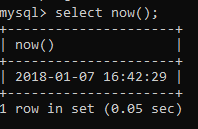 mysql> select now();
+---------------------+
| now()               |
+---------------------+
| 2018-01-07 16:42:29 |
+---------------------+
1 row in set (0.05 sec)